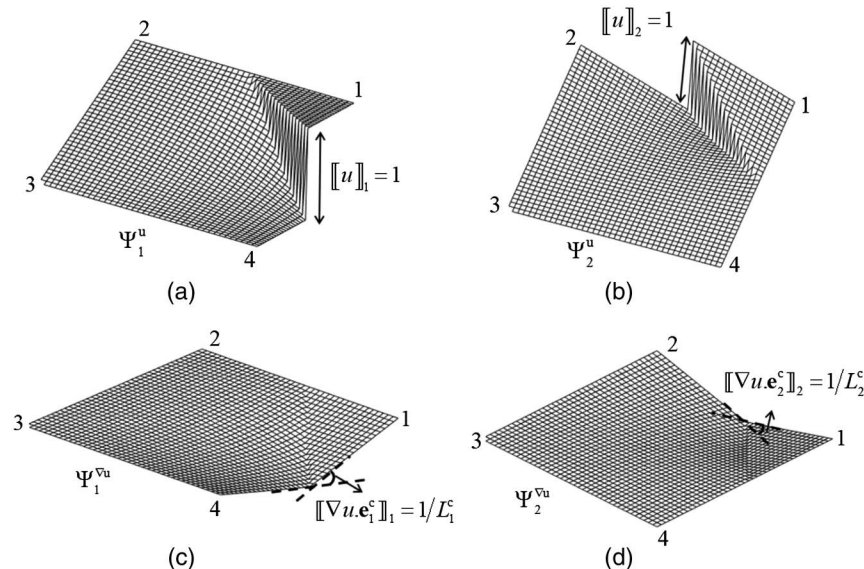 2
1
3
4
⟦u⟧₁ = 1
Ψ₁ᵘ
(a)
⟦u⟧₂ = 1
2
1
3
4
Ψ₂ᵘ
(b)
2
1
3
4
Ψ₁^∇u
⟦∇u.e₁ᶜ⟧₁ = 1/L₁ᶜ
(c)
2
⟦∇u.e₂ᶜ⟧₂ = 1/L₂ᶜ
3
1
Ψ₂^∇u
4
(d)